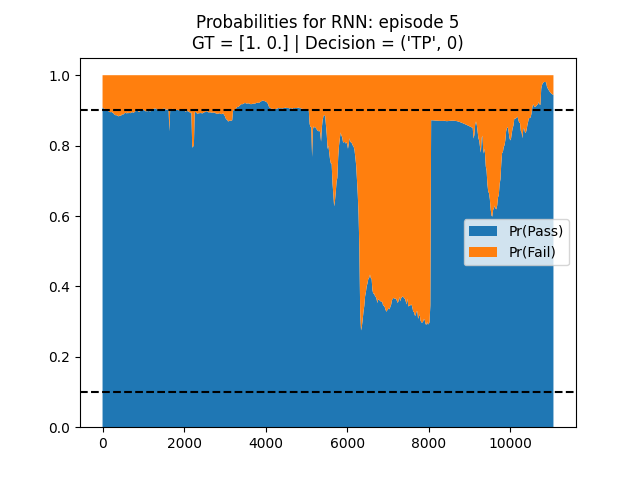 Probabilities for RNN: episode 5
GT = [1. 0.] | Decision = ('TP', 0)
1.0
0.8
0.6
0.4
0.2
0.0
Pr(Pass)
Pr(Fail)
0 2000 4000 6000 8000 10000